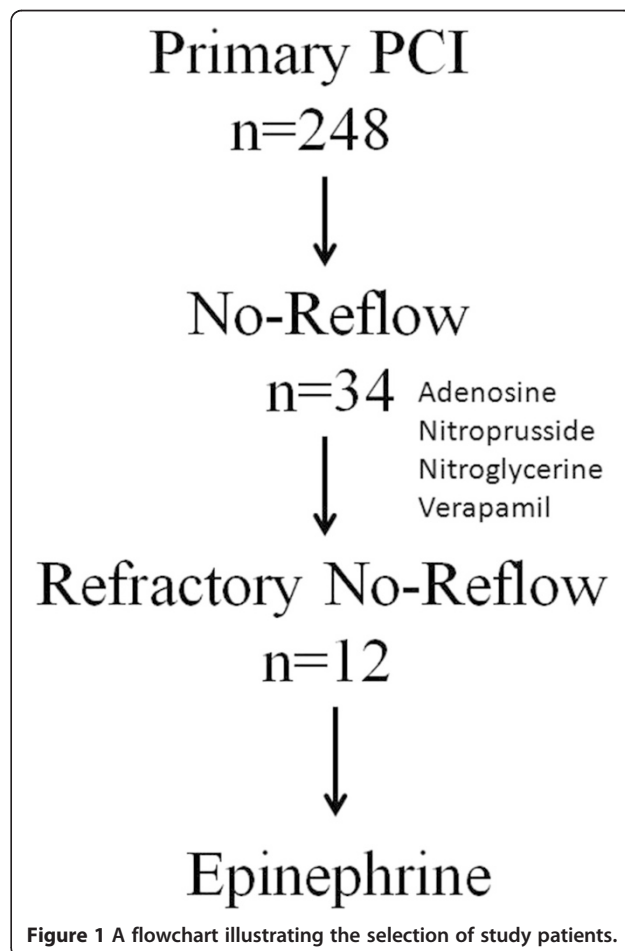 Primary PCI
n=248
No-Reflow
n=34
Adenosine
Nitroprusside
Nitroglycerine
Verapamil
Refractory No-Reflow
n=12
Epinephrine
Figure 1 A flowchart illustrating the selection of study patients.